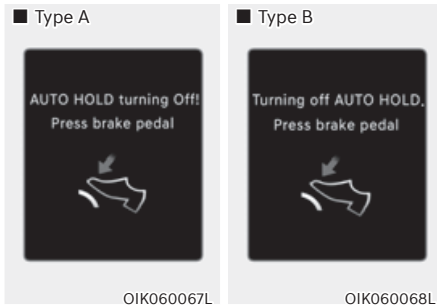 ■ Type A
AUTO HOLD turning Off!
Press brake pedal
OIK060067L
■ Type B
Turning off AUTO HOLD.
Press brake pedal
OIK060068L